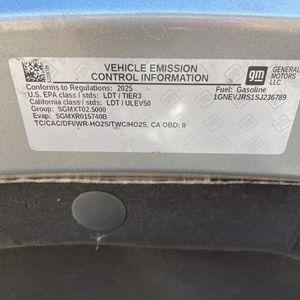 VEHICLE EMISSION
CONTROL INFORMATION
gm
GENERAL
MOTORS
LLC
Conforms to Regulations: 2025
U.S. EPA class / stds: LDT / TIER3
California class / stds: LDT / ULEV50
Group: SGMXT02.5000
Evap: SGMXR015740B
TC/CAC/DFI/WR-HO2S/TWC/HO2S, CA OBD: II
Fuel: Gasoline
1GNEVJRS1SJ236789